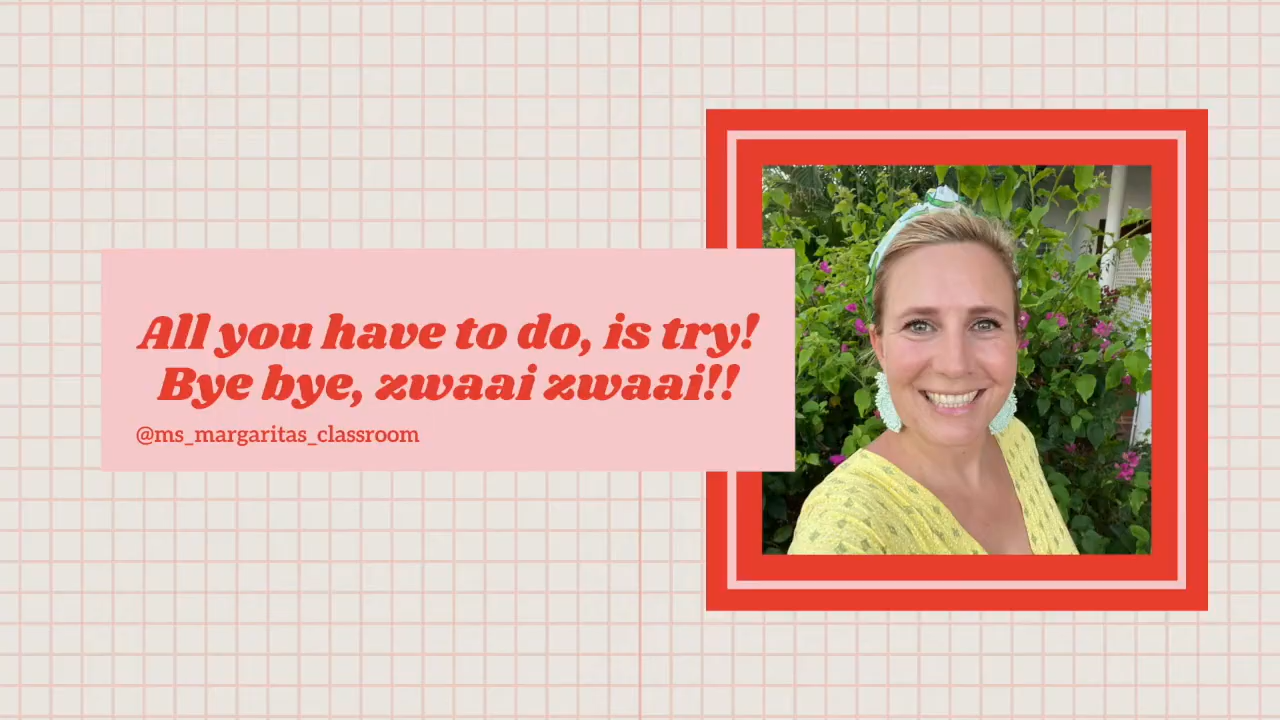 All you have to do, is try!
Bye bye, zwaai zwaai!!
@ms_margaritas_classroom